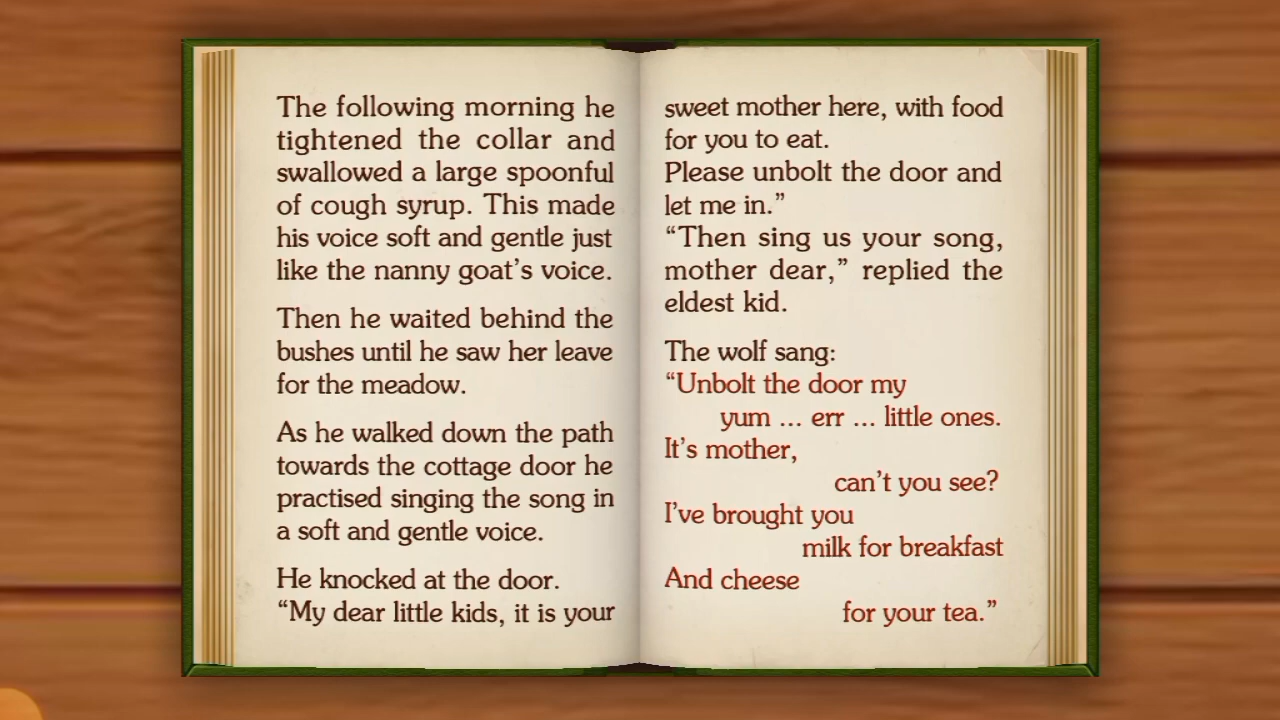 The following morning he
tightened the collar and
swallowed a large spoonful
of cough syrup. This made
his voice soft and gentle just
like the nanny goat's voice.
Then he waited behind the
bushes until he saw her leave
for the meadow.
As he walked down the path
towards the cottage door he
practised singing the song in
a soft and gentle voice.
He knocked at the door.
“My dear little kids, it is your
sweet mother here, with food
for you to eat.
Please unbolt the door and
let me in.”
“Then sing us your song,
mother dear,” replied the
eldest kid.
The wolf sang:
“Unbolt the door my
yum ... err ... little ones.
It's mother,
can't you see?
I've brought you
milk for breakfast
And cheese
for your tea.”